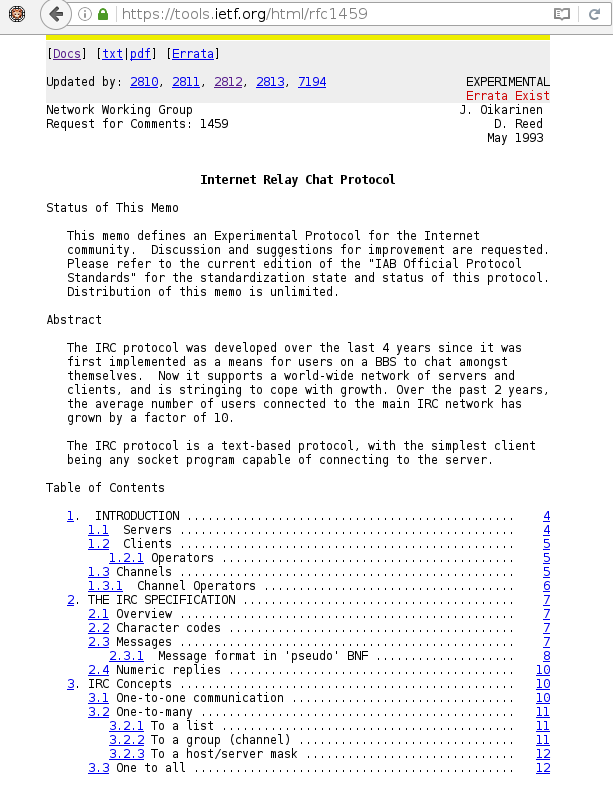 https://tools.ietf.org/html/rfc1459
[Docs] [txt|pdf] [Errata]
Updated by: 2810, 2811, 2812, 2813, 7194 EXPERIMENTAL
Errata Exist
Network Working Group J. Oikarinen
Request for Comments: 1459 D. Reed
May 1993
Internet Relay Chat Protocol
Status of This Memo
This memo defines an Experimental Protocol for the Internet
community. Discussion and suggestions for improvement are requested.
Please refer to the current edition of the "IAB Official Protocol
Standards" for the standardization state and status of this protocol.
Distribution of this memo is unlimited.
Abstract
The IRC protocol was developed over the last 4 years since it was
first implemented as a means for users on a BBS to chat amongst
themselves. Now it supports a world-wide network of servers and
clients, and is stringing to cope with growth. Over the past 2 years,
the average number of users connected to the main IRC network has
grown by a factor of 10.
The IRC protocol is a text-based protocol, with the simplest client
being any socket program capable of connecting to the server.
Table of Contents
1. INTRODUCTION ............................................... 4
1.1 Servers ................................................ 4
1.2 Clients ................................................ 5
1.2.1 Operators .......................................... 5
1.3 Channels ................................................ 5
1.3.1 Channel Operators .................................... 6
2. THE IRC SPECIFICATION ....................................... 7
2.1 Overview ................................................ 7
2.2 Character codes ......................................... 7
2.3 Messages ................................................ 7
2.3.1 Message format in 'pseudo' BNF .................... 8
2.4 Numeric replies .......................................... 10
3. IRC Concepts ................................................ 10
3.1 One-to-one communication ................................ 10
3.2 One-to-many ............................................. 11
3.2.1 To a list .......................................... 11
3.2.2 To a group (channel) ............................... 11
3.2.3 To a host/server mask .............................. 12
3.3 One to all .............................................. 12